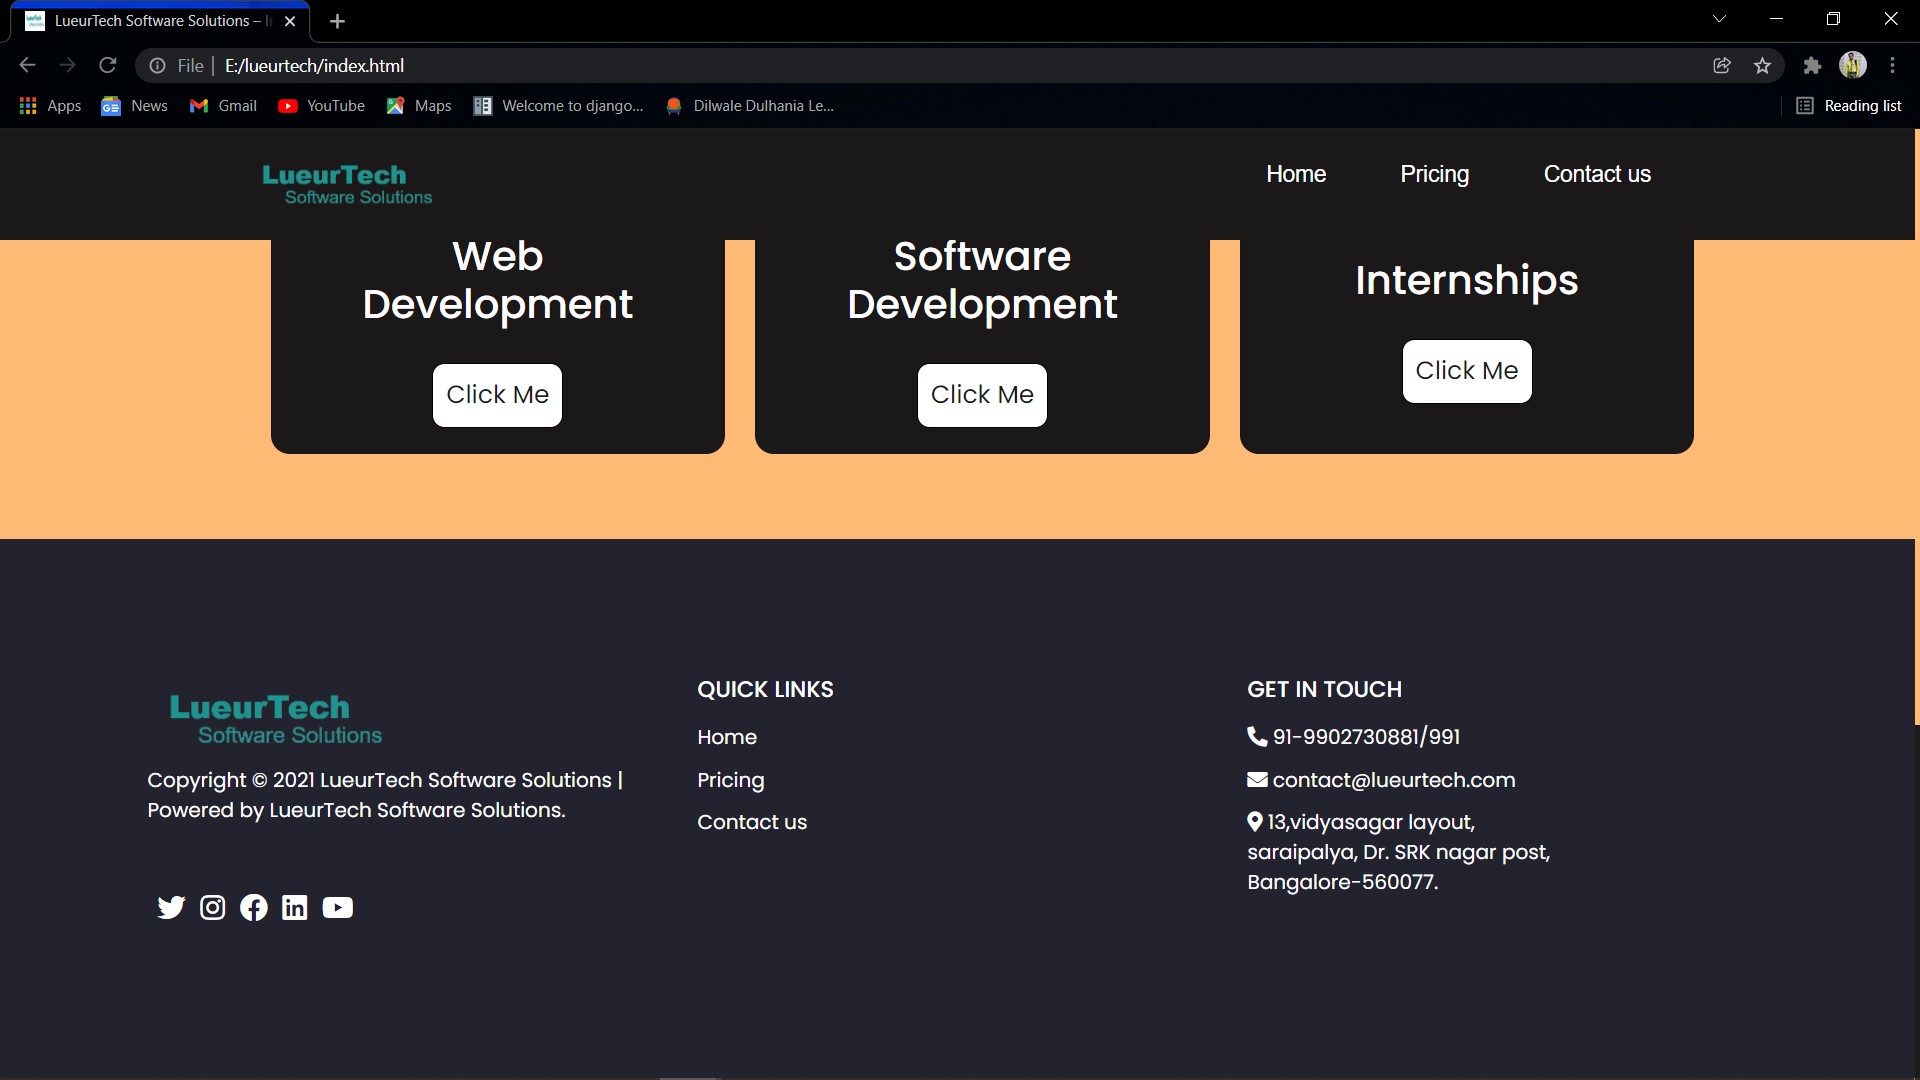 LueurTech Software Solutions – In
File
E:/lueurtech/index.html
Apps
News
Gmail
YouTube
Maps
Welcome to django...
Dilwale Dulhania Le...
Reading list
LueurTech
Software Solutions
Home
Pricing
Contact us
Web
Development
Click Me
Software
Development
Click Me
Internships
Click Me
LueurTech
Software Solutions
Copyright © 2021 LueurTech Software Solutions |
Powered by LueurTech Software Solutions.
QUICK LINKS
Home
Pricing
Contact us
GET IN TOUCH
91-9902730881/991
contact@lueurtech.com
13,vidyasagar layout,
saraipalya, Dr. SRK nagar post,
Bangalore-560077.